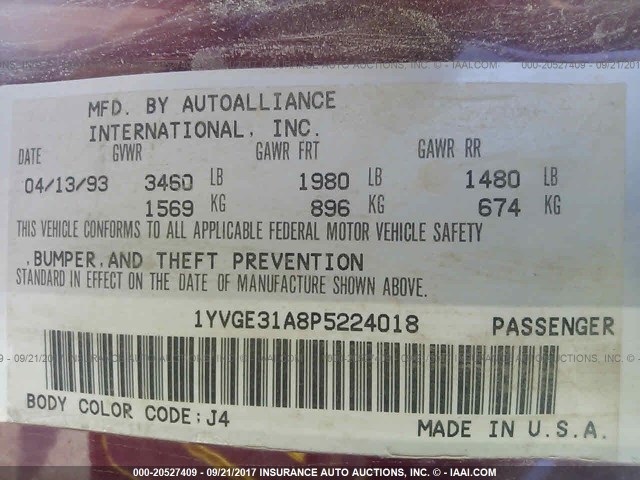 MFD. BY AUTOALLIANCE
INTERNATIONAL, INC.
DATE GVWR GAWR FRT GAWR RR
04/13/93 3460 LB 1980 LB 1480 LB
1569 KG 896 KG 674 KG
THIS VEHICLE CONFORMS TO ALL APPLICABLE FEDERAL MOTOR VEHICLE SAFETY
,BUMPER,AND THEFT PREVENTION
STANDARD IN EFFECT ON THE DATE OF MANUFACTURE SHOWN ABOVE.
1YVGE31A8P5224018 PASSENGER
BODY COLOR CODE:J4
MADE IN U.S.A.
000-20527409 - 09/21/2017 INSURANCE AUTO AUCTIONS, INC. - IAAI.COM